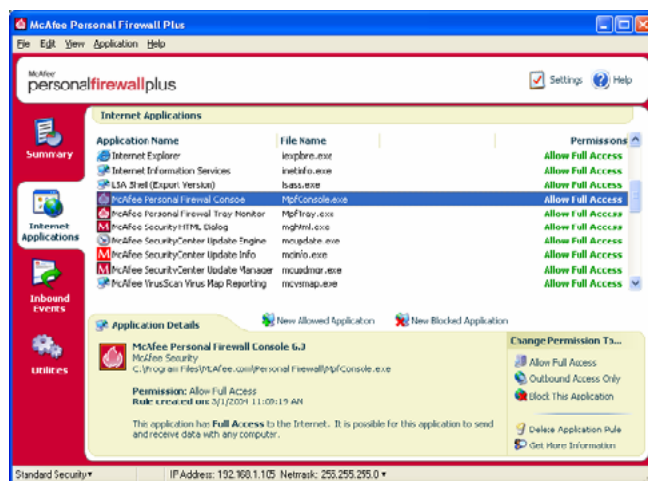 McAfee Personal Firewall Plus
File Edit View Application Help
McAfee
personalfirewallplus
Settings
Help
Summary
Internet Applications
Inbound Events
Utilities
Internet Applications
Application Name File Name Permissions
Internet Explorer iexplore.exe Allow Full Access
Internet Information Services inetinfo.exe Allow Full Access
LSA Shell (Export Version) lsass.exe Allow Full Access
McAfee Personal Firewall Console MpfConsole.exe Allow Full Access
McAfee Personal Firewall Tray Monitor MpfTray.exe Allow Full Access
McAfee Security HTML Dialog mghtml.exe Allow Full Access
McAfee SecurityCenter Update Engine mcupdate.exe Allow Full Access
McAfee SecurityCenter Update Info mcinfo.exe Allow Full Access
McAfee SecurityCenter Update Manager Allow Full Access
McAfee VirusScan Virus Map Reporting mcvsmap.exe Allow Full Access
New Allowed Application
New Blocked Application
Application Details
McAfee Personal Firewall Console 6.0
McAfee Security
C:\Program Files\McAfee.com\Personal Firewall\MpfConsole.exe
Permission: Allow Full Access
Rule created on: 3/1/2004 11:09:19 AM
This application has Full Access to the Internet. It is possible for this application to send
and receive data with any computer.
Change Permission To...
Allow Full Access
Outbound Access Only
Block This Application
Delete Application Rule
Get More Information
Standard Security
IP Address: 192.168.1.105 Netmask: 255.255.255.0